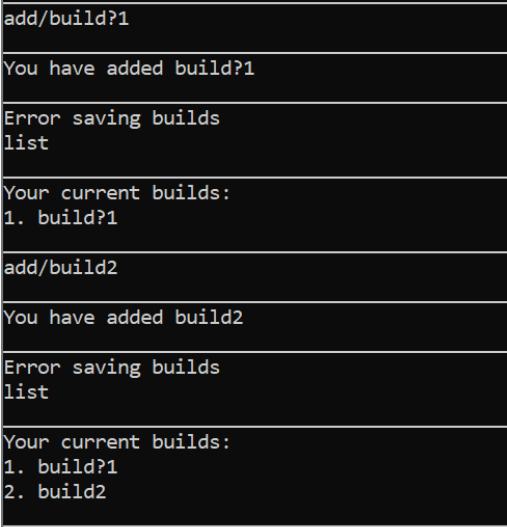 add/build?1
You have added build?1
Error saving builds
list
Your current builds:
1. build?1
add/build2
You have added build2
Error saving builds
list
Your current builds:
1. build?1
2. build2